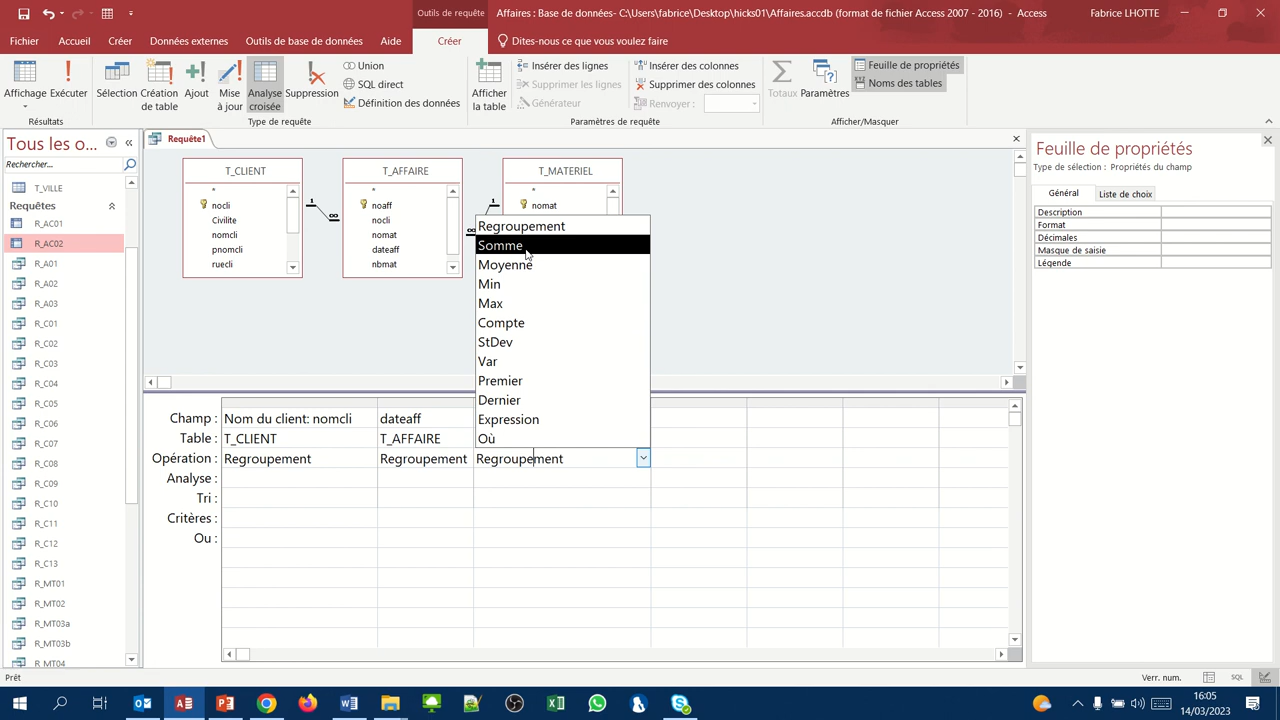 Outils de requête
Affaires : Base de données- C:\Users\fabrice\Desktop\hicks01\Affaires.accdb (format de fichier Access 2007 - 2016) - Access
Fabrice LHOTTE
Fichier
Accueil
Créer
Données externes
Outils de base de données
Aide
Créer
Dites-nous ce que vous voulez faire
Affichage
Exécuter
Résultats
Sélection
Création de table
Ajout
Mise à jour
Analyse croisée
Suppression
Union
SQL direct
Définition des données
Type de requête
Afficher la table
Insérer des lignes
Supprimer les lignes
Générateur
Insérer des colonnes
Supprimer des colonnes
Renvoyer :
Paramètres de requête
Totaux
Paramètres
Feuille de propriétés
Noms des tables
Afficher/Masquer
Tous les o...
Rechercher...
T_VILLE
Requêtes
R_AC01
R_AC02
R_A01
R_A02
R_A03
R_C01
R_C02
R_C03
R_C04
R_C05
R_C06
R_C07
R_C08
R_C09
R_C10
R_C11
R_C12
R_C13
R_MT01
R_MT02
R_MT03a
R_MT03b
R_MT04
Requête1
T_CLIENT
*
nocli
Civilite
nomcli
pnomcli
ruecli
1
∞
T_AFFAIRE
*
noaff
nocli
nomat
dateaff
nbmat
1
∞
T_MATERIEL
*
nomat
Regroupement
Somme
Moyenne
Min
Max
Compte
StDev
Var
Premier
Dernier
Expression
Où
Champ : Nom du client: nomcli dateaff
Table : T_CLIENT T_AFFAIRE
Opération : Regroupement Regroupement Regroupement
Analyse :
Tri :
Critères :
Ou :
Feuille de propriétés
Type de sélection : Propriétés du champ
Général
Liste de choix
Description
Format
Décimales
Masque de saisie
Légende
Prêt
Verr. num.
SQL
16:05
14/03/2023